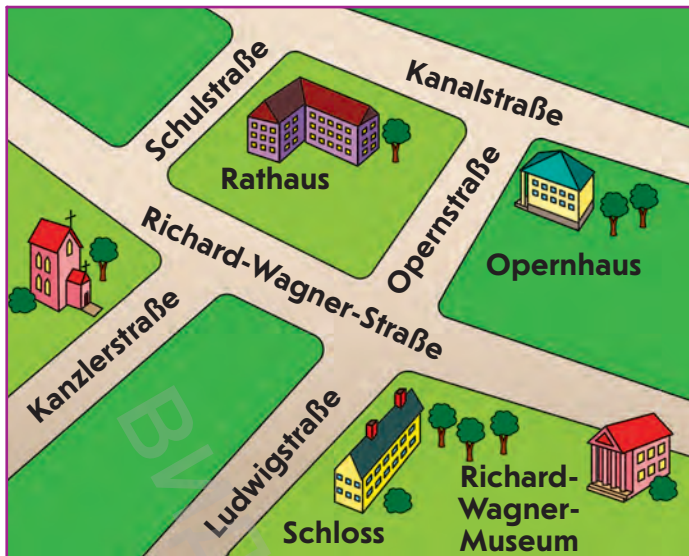 Kanalstraße
Schulstraße
Rathaus
Opernstraße
Opernhaus
Richard-Wagner-Straße
Kanzlerstraße
Ludwigstraße
Schloss
Richard-
Wagner-
Museum